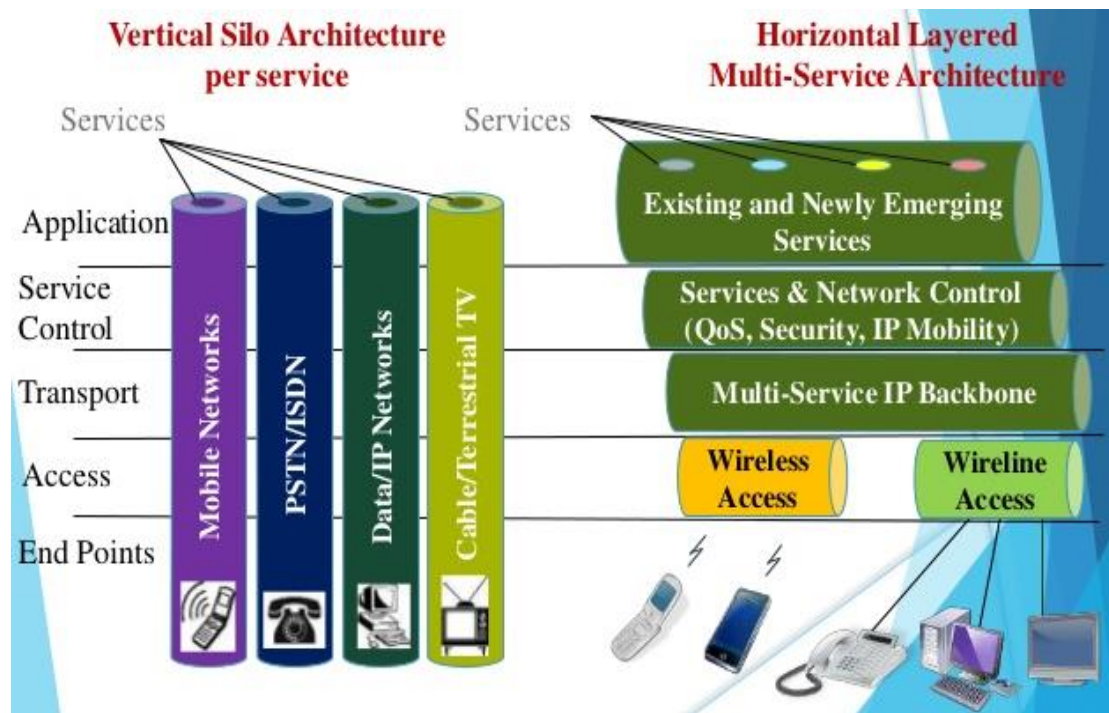 Vertical Silo Architecture
per service
Horizontal Layered
Multi-Service Architecture
Services
Services
Application
Service
Control
Transport
Access
End Points
Mobile Networks
PSTN/ISDN
Data/IP Networks
Cable/Terrestrial TV
Existing and Newly Emerging
Services
Services & Network Control
(QoS, Security, IP Mobility)
Multi-Service IP Backbone
Wireless
Access
Wireline
Access